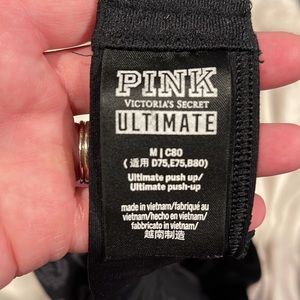 PINK
VICTORIA'S SECRET
ULTIMATE
M | C80
(适用 D75,E75,B80)
Ultimate push up/
Ultimate push-up
made in vietnam/fabriqué au
vietnam/hecho en vietnam/
fabbricato in vietnam/
越南制造